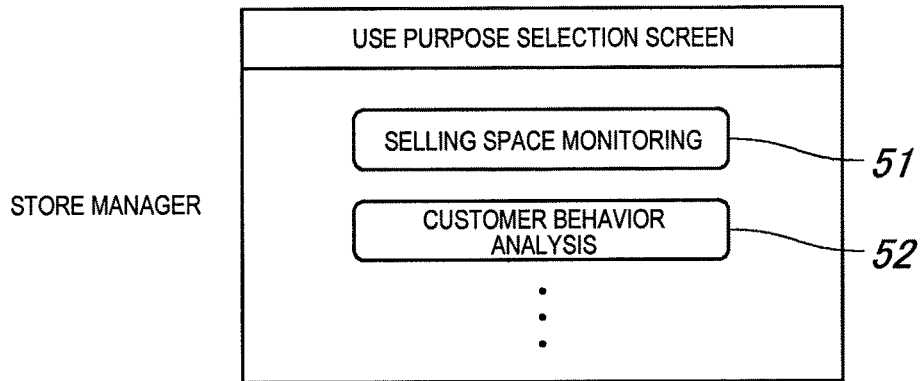 USE PURPOSE SELECTION SCREEN
SELLING SPACE MONITORING
51
STORE MANAGER
CUSTOMER BEHAVIOR
ANALYSIS
52